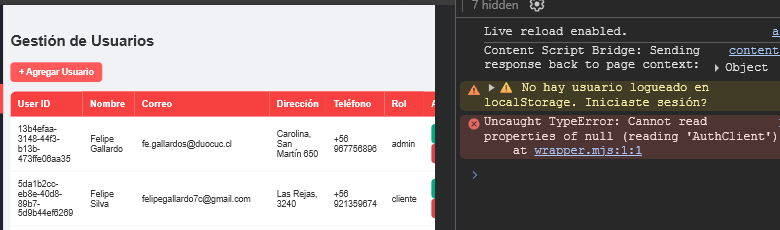 Gestión de Usuarios
+ Agregar Usuario
User ID Nombre Correo Dirección Teléfono Rol A
13b4efaa-
3148-44f3-
b13b-
473ffe06aa35
Felipe
Gallardo
fe.gallardos@duocuc.cl
Carolina,
San
Martín 650
+56
967756896
admin
5da1b2cc-
eb8e-40d8-
89b7-
5d9b44ef6269
Felipe
Silva
felipegallardo7c@gmail.com
Las Rejas,
3240
+56
921359674
cliente
7 hidden
Live reload enabled. a
Content Script Bridge: Sending content
response back to page context: ▶ Object
▶ ⚠ No hay usuario logueado en
localStorage. Iniciaste sesión?
Uncaught TypeError: Cannot read
properties of null (reading 'AuthClient')
at wrapper.mjs:1:1